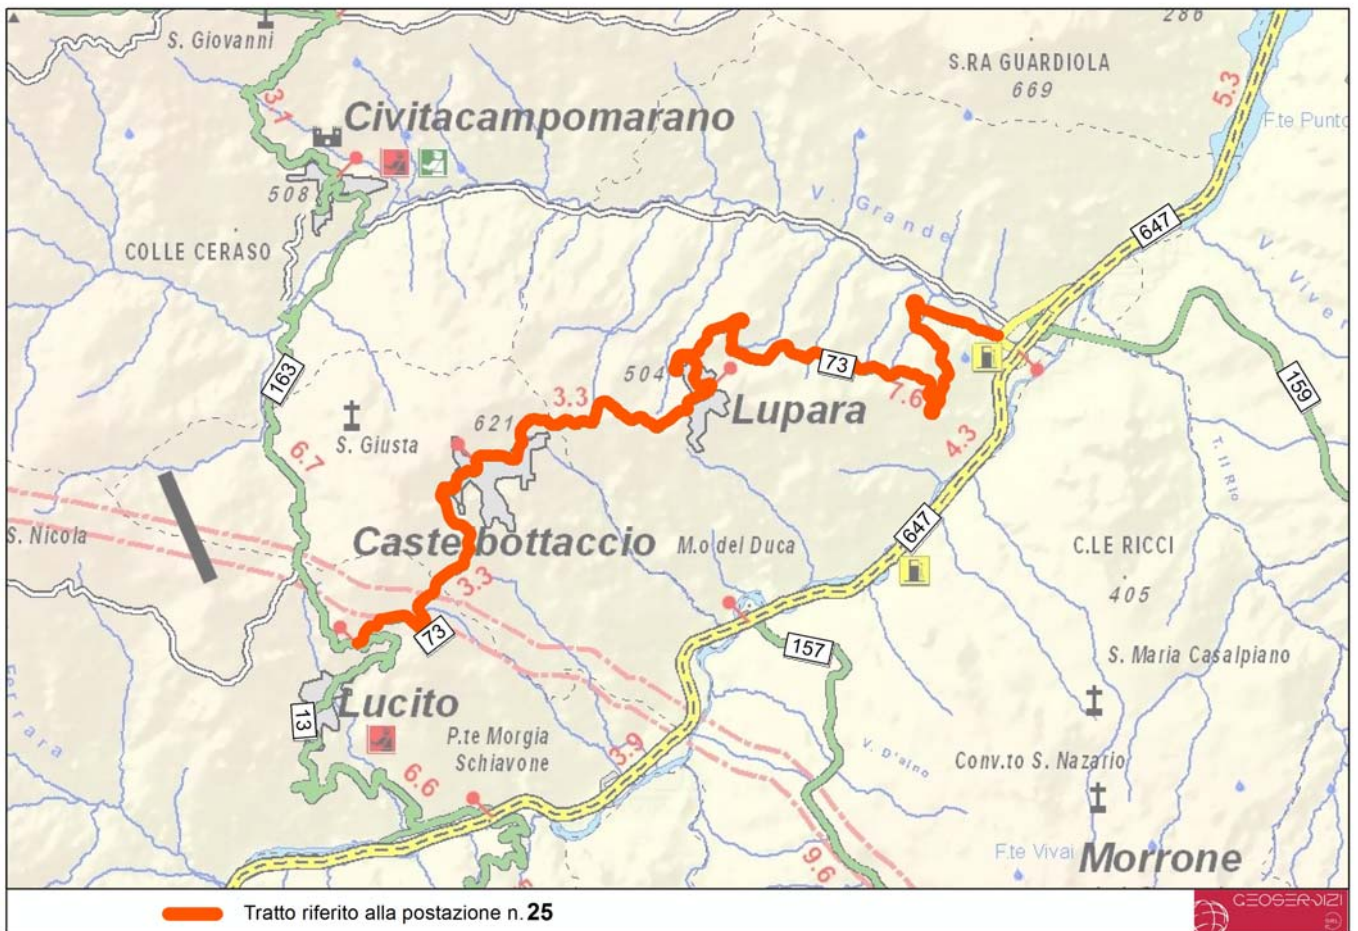 286
S. Giovanni
S.RA GUARDIOLA
669
5.3
3.1
Civitacampomarano
F.te Punto
508
V. Grande
647
COLLE CERASO
V. Viver
163
504
73
3.3
7.6
159
Lupara
621
S. Giusta
4.3
6.7
T. Il Rio
647
S. Nicola
Castelbottaccio
M.o del Duca
C.LE RICCI
3.3
405
73
157
S. Maria Casalpiano
Ferrara
Lucito
13
P.te Morgia
Schiavone
3.9
V. D'aino
Conv.to S. Nazario
6.6
F.te Vivai
Morrone
9.6
Tratto riferito alla postazione n. 25
GEOSERVIZI